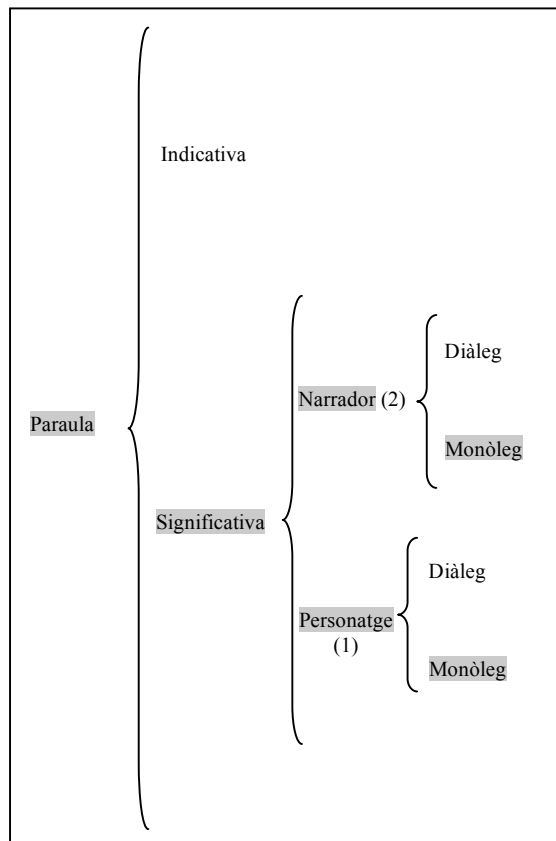 Indicativa
Diàleg
Narrador (2)
Paraula
Monòleg
Significativa
Diàleg
Personatge
(1)
Monòleg